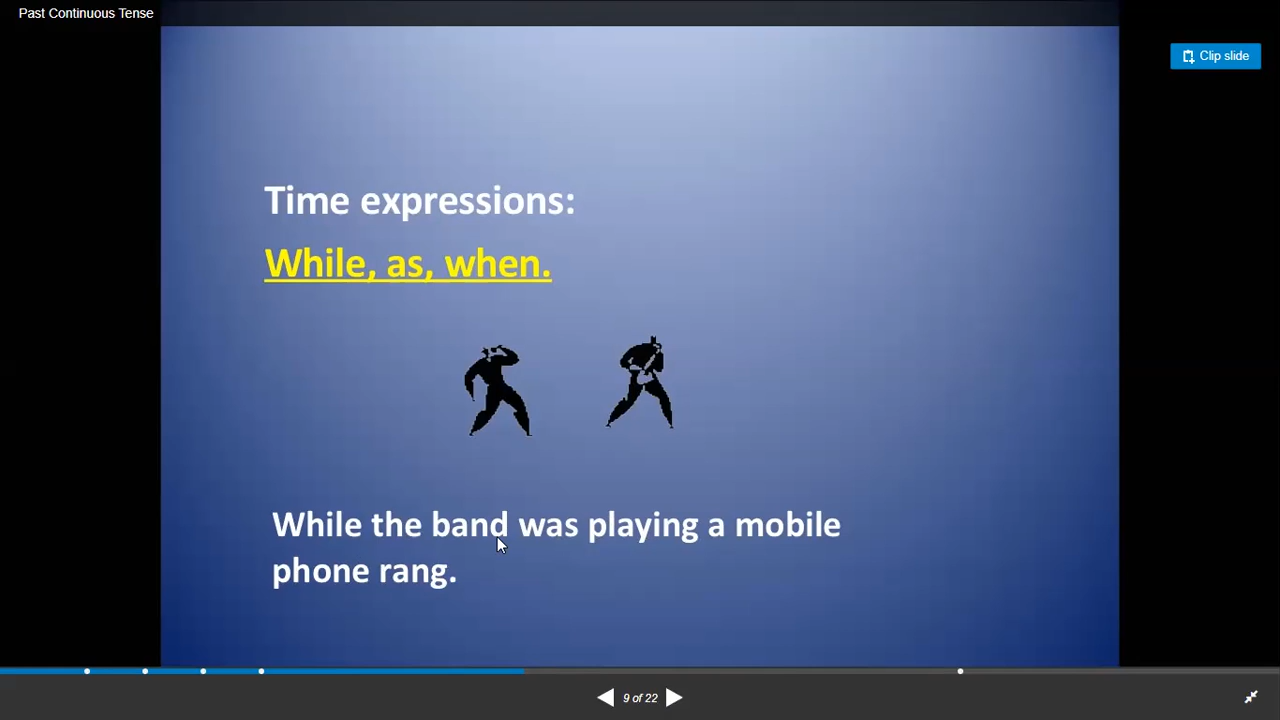 Past Continuous Tense
Clip slide
Time expressions:
While, as, when.
While the band was playing a mobile
phone rang.
9 of 22